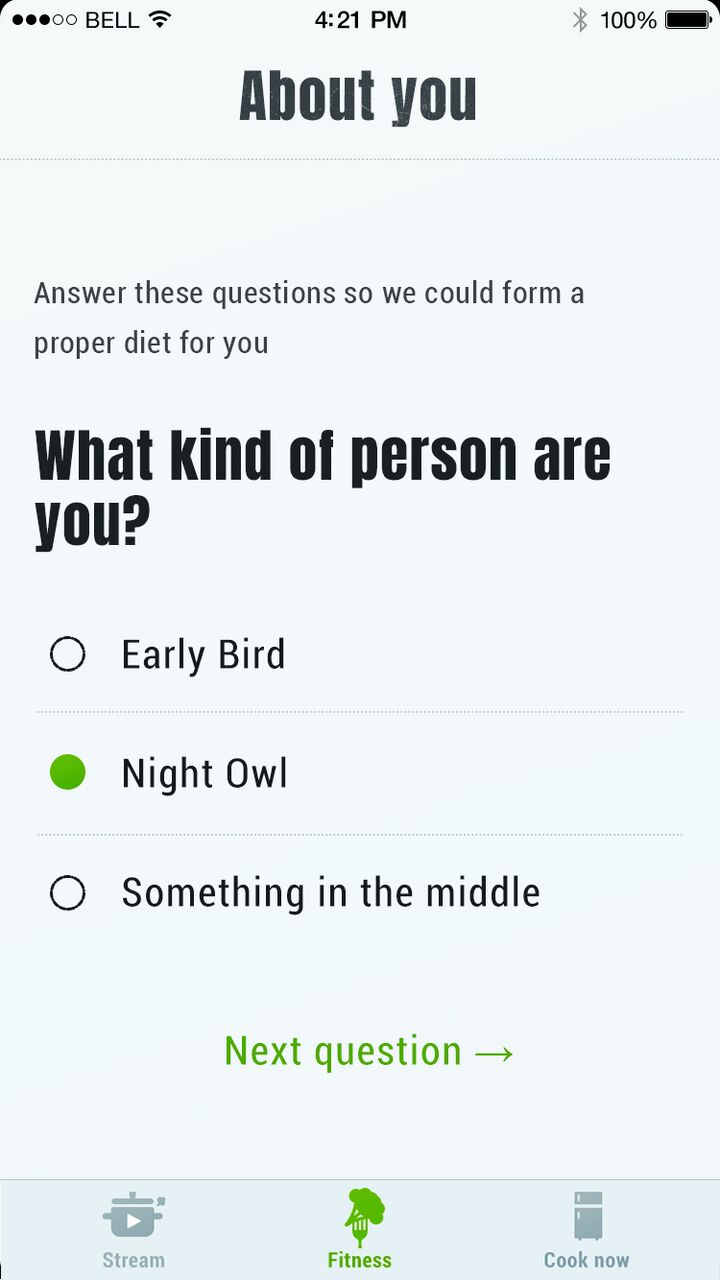 BELL 4:21 PM 100%
About you
Answer these questions so we could form a
proper diet for you
What kind of person are
you?
Early Bird
Night Owl
Something in the middle
Next question →
Stream Fitness Cook now